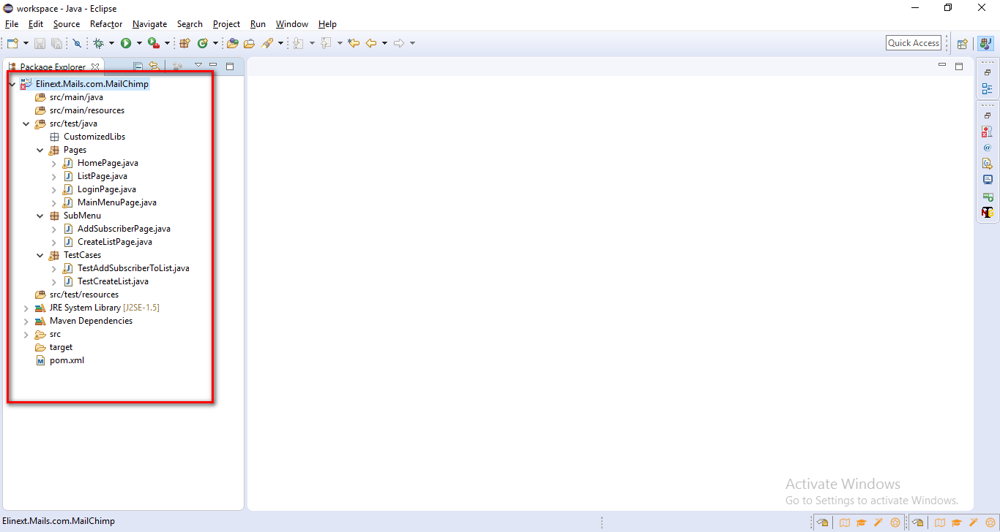 workspace - Java - Eclipse
File Edit Source Refactor Navigate Search Project Run Window Help
Quick Access
Package Explorer
Elinext.Mails.com.MailChimp
src/main/java
src/main/resources
src/test/java
CustomizedLibs
Pages
HomePage.java
ListPage.java
LoginPage.java
MainMenuPage.java
SubMenu
AddSubscriberPage.java
CreateListPage.java
TestCases
TestAddSubscriberToList.java
TestCreateList.java
src/test/resources
JRE System Library [J2SE-1.5]
Maven Dependencies
src
target
pom.xml
Activate Windows
Go to Settings to activate Windows.
Elinext.Mails.com.MailChimp